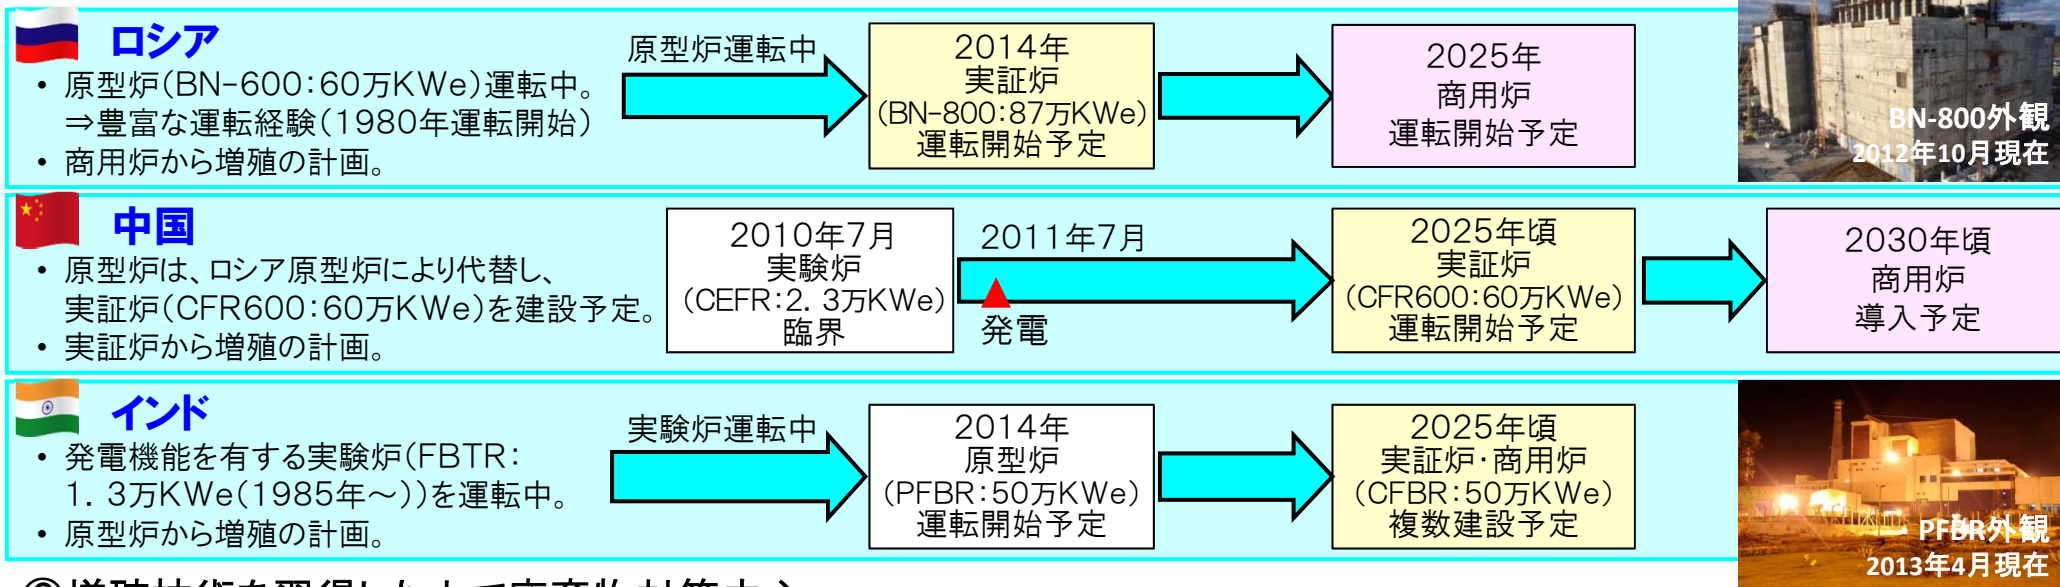 ロシア
• 原型炉(BN-600:60万KWe)運転中。
⇒豊富な運転経験(1980年運転開始)
• 商用炉から増殖の計画。
原型炉運転中
2014年
実証炉
(BN-800:87万KWe)
運転開始予定
2025年
商用炉
運転開始予定
BN-800外観
2012年10月現在
中国
• 原型炉は、ロシア原型炉により代替し、
実証炉(CFR600:60万KWe)を建設予定。
• 実証炉から増殖の計画。
2010年7月
実験炉
(CEFR:2.3万KWe)
臨界
2011年7月
発電
2025年頃
実証炉
(CFR600:60万KWe)
運転開始予定
2030年頃
商用炉
導入予定
インド
• 発電機能を有する実験炉(FBTR:
1.3万KWe(1985年~))を運転中。
• 原型炉から増殖の計画。
実験炉運転中
2014年
原型炉
(PFBR:50万KWe)
運転開始予定
2025年頃
実証炉・商用炉
(CFBR:50万KWe)
複数建設予定
PFBR外観
2013年4月現在